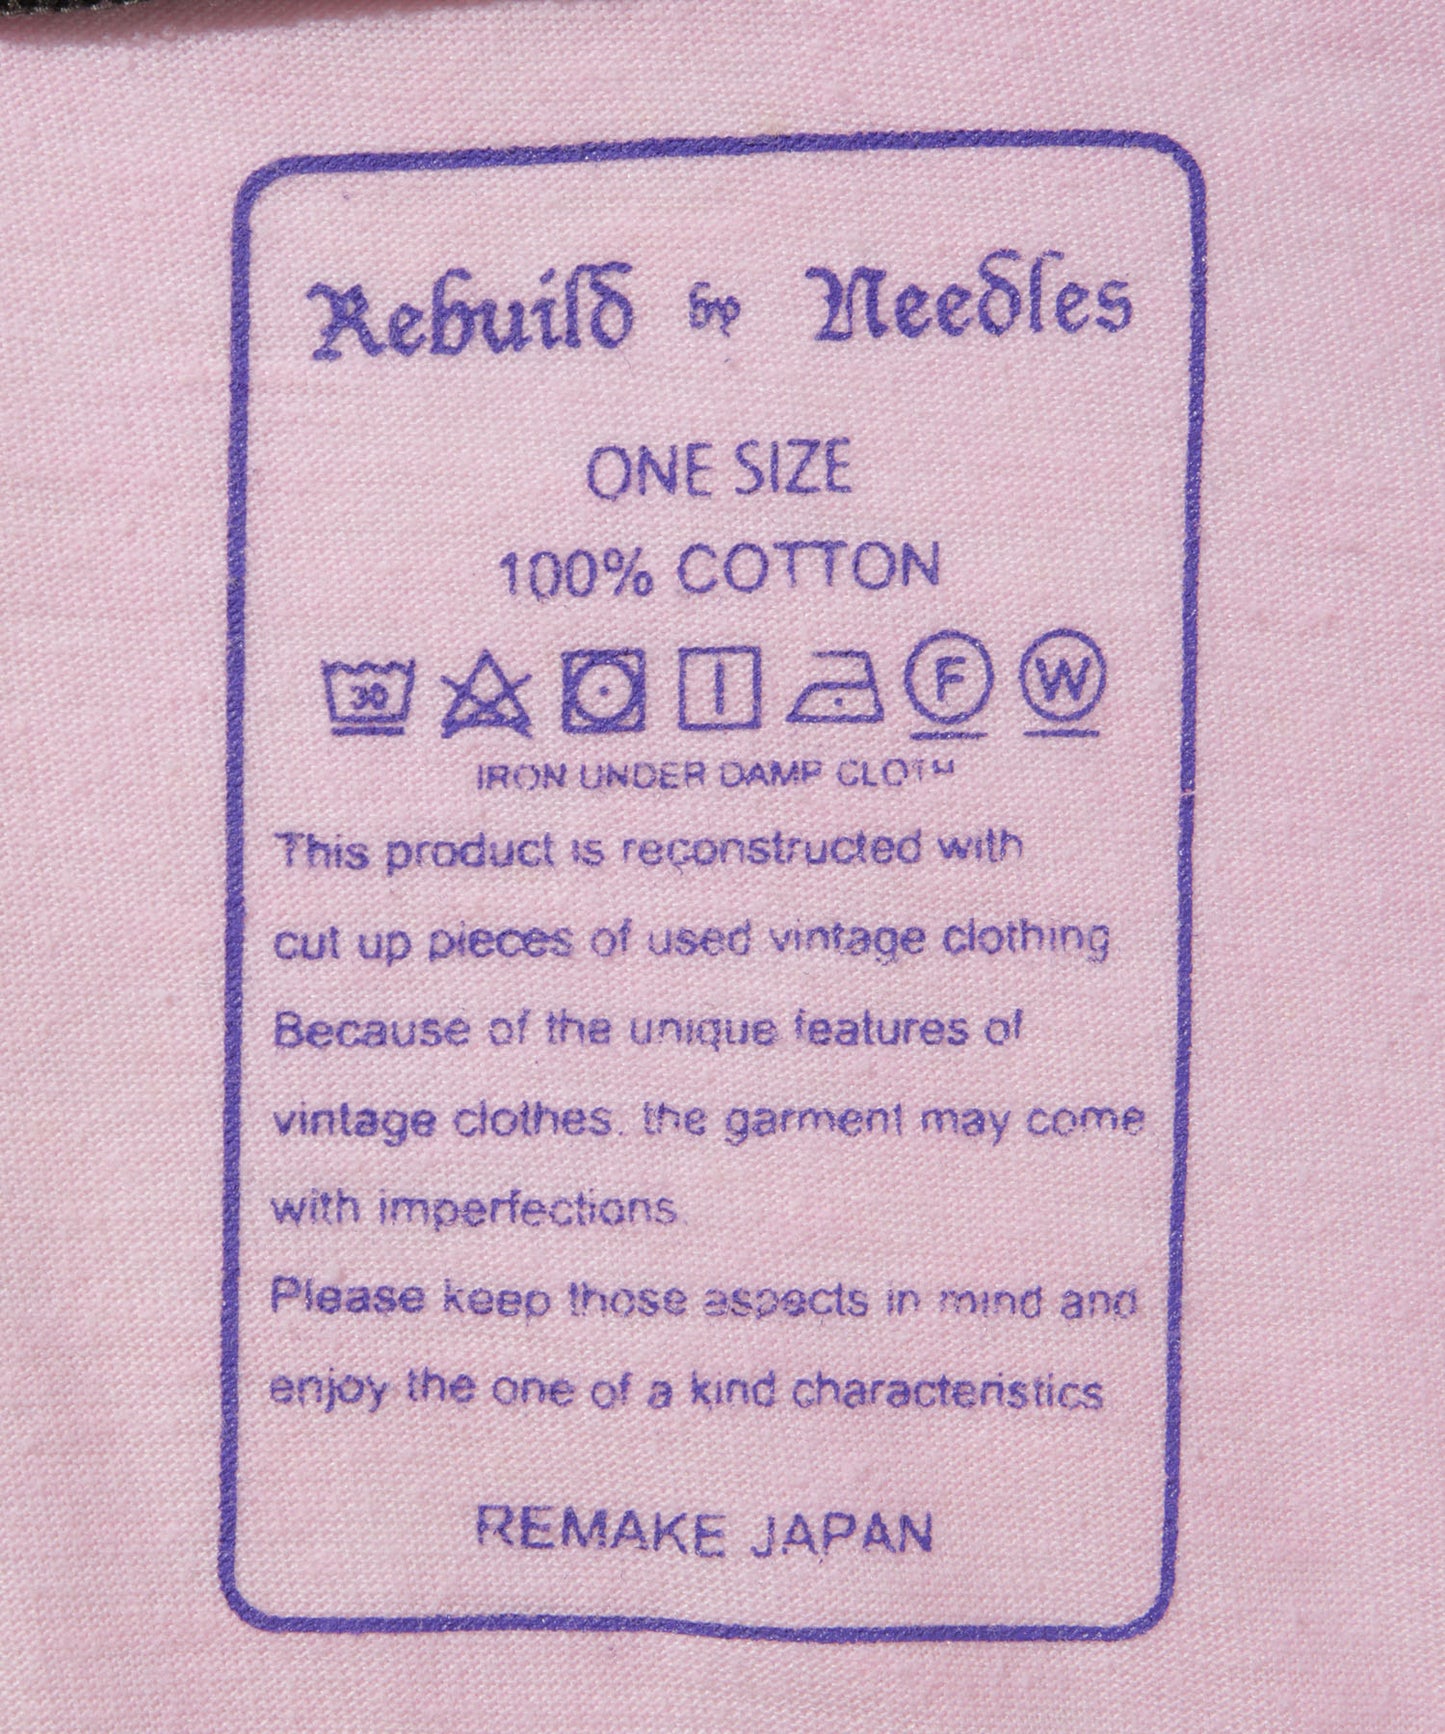 Rebuild by Needles
ONE SIZE
100% COTTON
30 F W
IRON UNDER DAMP CLOTH
This product is reconstructed with
cut up pieces of used vintage clothing
Because of the unique features of
vintage clothes. the garment may come
with imperfections.
Please keep those aspects in mind and
enjoy the one of a kind characteristics
REMAKE JAPAN